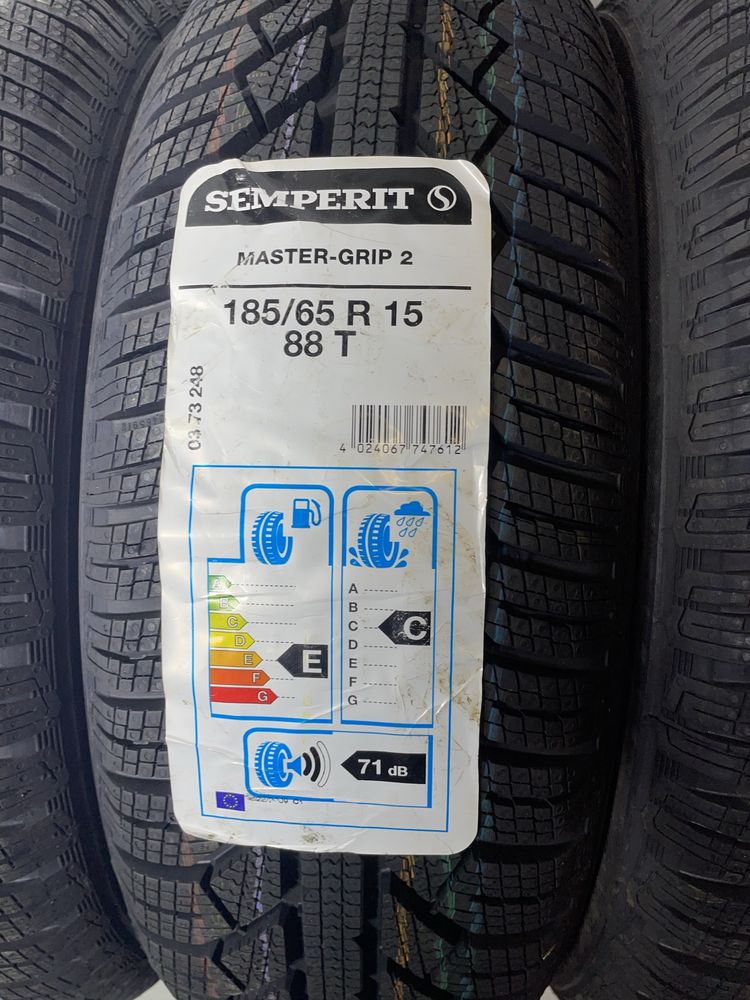 SEMPERIT
MASTER-GRIP 2
185/65 R 15
88 T
03 73 248
4 024067 747612
A
B
C
D
E
F
G
E
A
B
C
D
E
F
G
C
71 dB